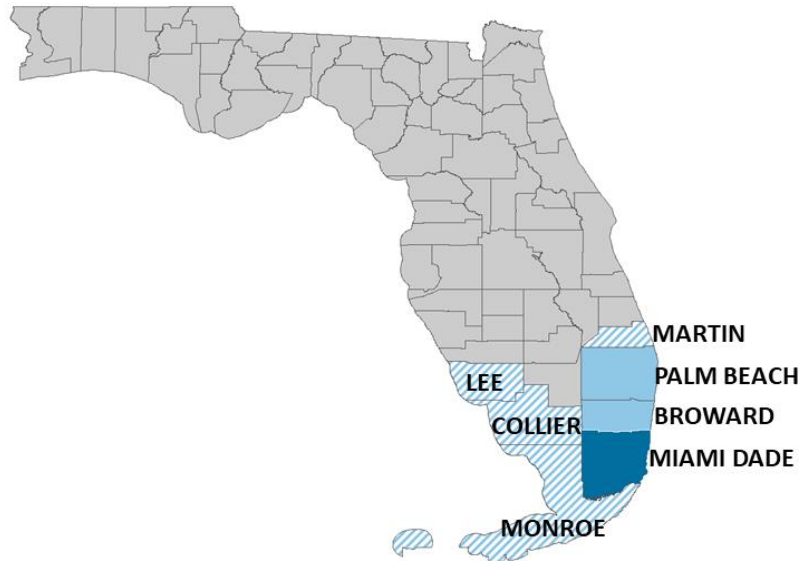 MARTIN
LEE
PALM BEACH
COLLIER
BROWARD
MIAMI DADE
MONROE